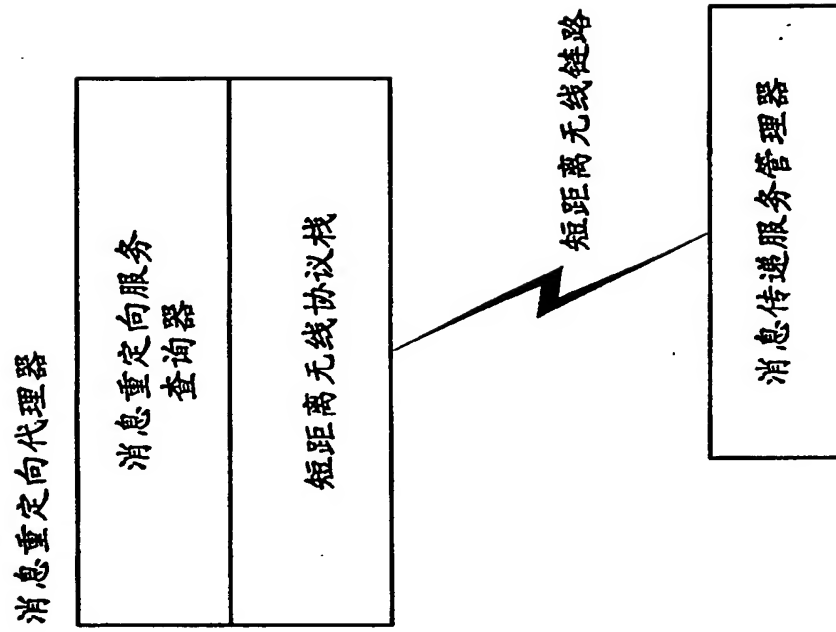 消息重定向代理器
消息重定向服务
查询器
短距离无线协议栈
短距离无线链路
消息传递服务管理器